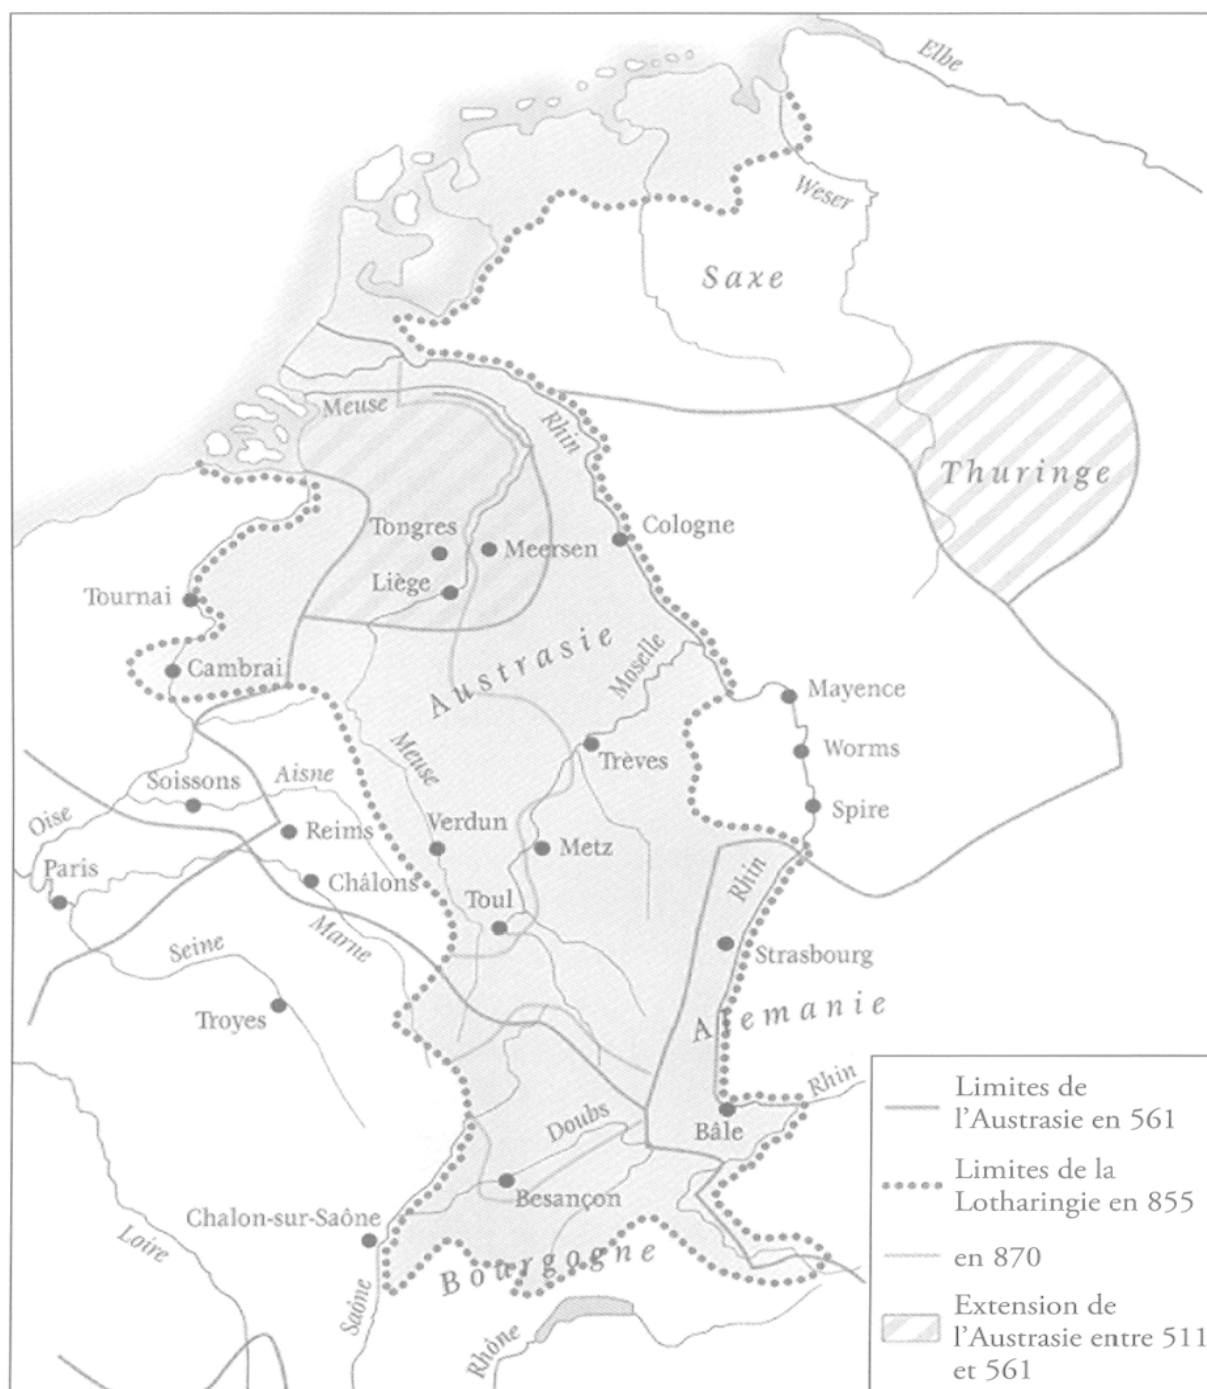 Elbe
Weser
Saxe
Meuse
Rhin
Thuringe
Tongres
Meersen
Cologne
Liège
Tournai
Austrasie
Moselle
Cambrai
Mayence
Meuse
Trèves
Worms
Soissons
Aisne
Spire
Oise
Reims
Verdun
Metz
Paris
Châlons
Rhin
Toul
Marne
Seine
Strasbourg
Troyes
Alemanie
Rhin
Doubs
Bâle
Besançon
Chalon-sur-Saône
Loire
Bourgogne
Saône
Rhône
Limites de
l'Austrasie en 561
Limites de la
Lotharingie en 855
en 870
Extension de
l'Austrasie entre 511
et 561